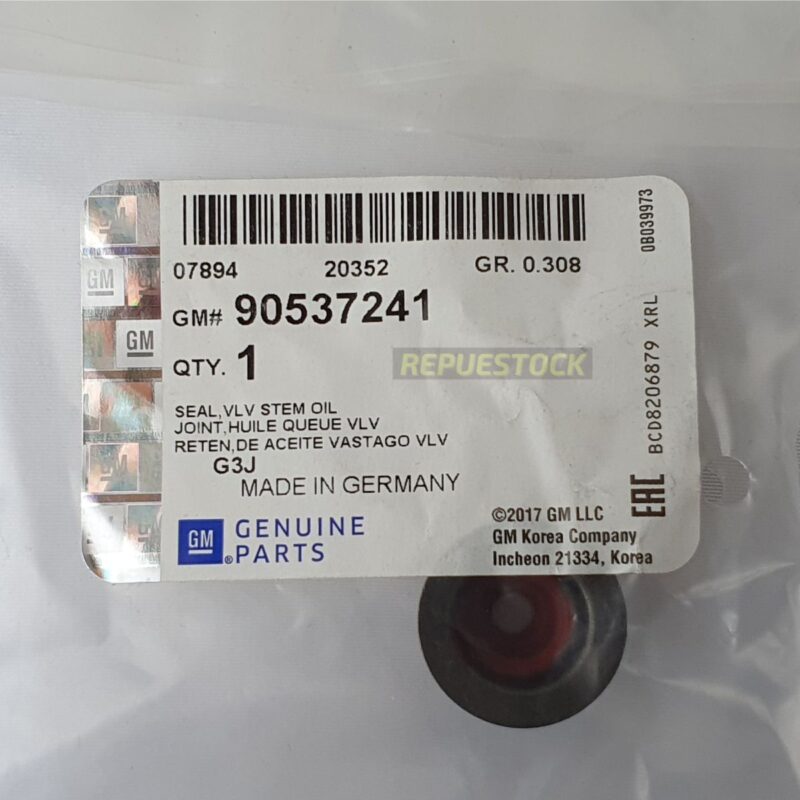 07894 20352 GR. 0.308
GM# 90537241
QTY. 1
REPUESTOCK
SEAL,VLV STEM OIL
JOINT,HUILE QUEUE VLV
RETEN,DE ACEITE VASTAGO VLV
G3J
MADE IN GERMANY
GM GENUINE
PARTS
©2017 GM LLC
GM Korea Company
Incheon 21334, Korea
EAC
BCD8206879 XRL 0B039973
GM
GM